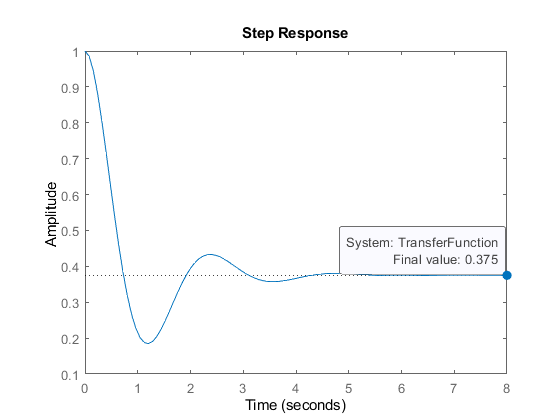 Step Response
1
0.9
0.8
0.7
0.6
0.5
0.4
0.3
0.2
0.1
Amplitude
System: TransferFunction
Final value: 0.375
0 1 2 3 4 5 6 7 8
Time (seconds)